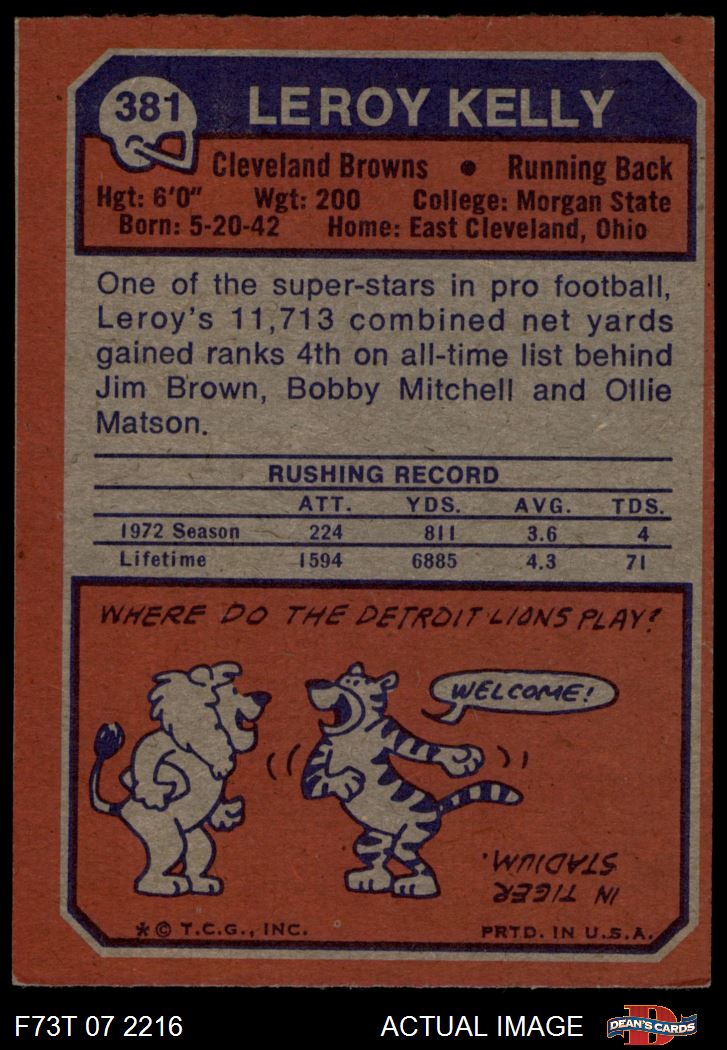 381
LEROY KELLY
Cleveland Browns • Running Back
Hgt: 6'0" Wgt: 200 College: Morgan State
Born: 5-20-42 Home: East Cleveland, Ohio
One of the super-stars in pro football,
Leroy's 11,713 combined net yards
gained ranks 4th on all-time list behind
Jim Brown, Bobby Mitchell and Ollie
Matson.
RUSHING RECORD
ATT. YDS. AVG. TDS.
1972 Season 224 811 3.6 4
Lifetime 1594 6885 4.3 71
WHERE DO THE DETROIT LIONS PLAY?
WELCOME!
IN TIGER
STADIUM.
* © T.C.G., INC. PRTD. IN U.S.A.
F73T 07 2216 ACTUAL IMAGE DEAN'S CARDS